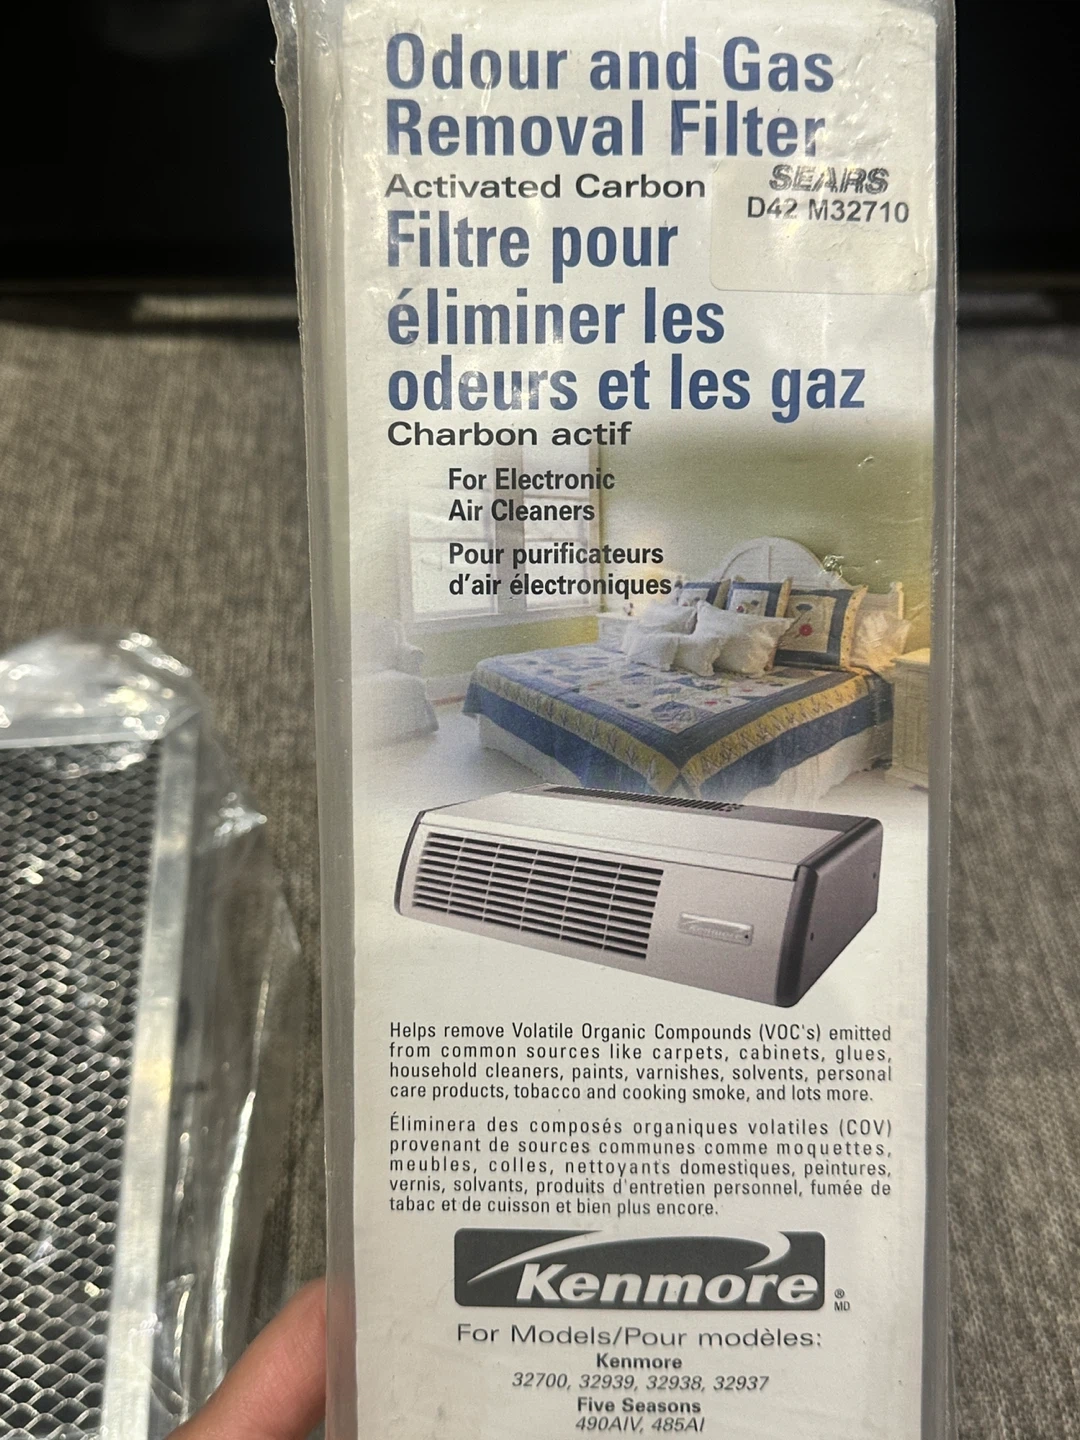 Odour and Gas
Removal Filter
Activated Carbon
SEARS
D42 M32710
Filtre pour
éliminer les
odeurs et les gaz
Charbon actif
For Electronic
Air Cleaners
Pour purificateurs
d'air électroniques
Kenmore
Helps remove Volatile Organic Compounds (VOC's) emitted
from common sources like carpets, cabinets, glues,
household cleaners, paints, varnishes, solvents, personal
care products, tobacco and cooking smoke, and lots more.
Éliminera des composés organiques volatiles (COV)
provenant de sources communes comme moquettes,
meubles, colles, nettoyants domestiques, peintures,
vernis, solvants, produits d'entretien personnel, fumée de
tabac et de cuisson et bien plus encore.
Kenmore ® MD
For Models/Pour modèles:
Kenmore
32700, 32939, 32938, 32937
Five Seasons
490AIV, 485AI